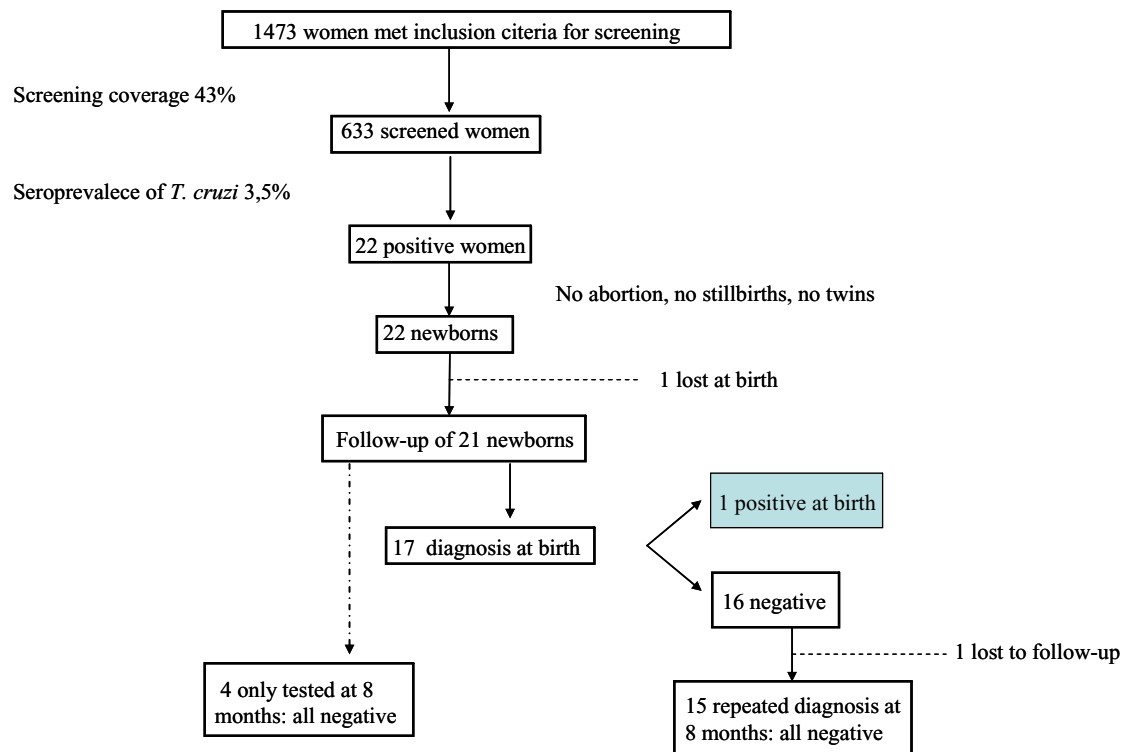 1473 women met inclusion citeria for screening
Screening coverage 43%
633 screened women
Seroprevalece of T. cruzi 3,5%
22 positive women
No abortion, no stillbirths, no twins
22 newborns
1 lost at birth
Follow-up of 21 newborns
1 positive at birth
17 diagnosis at birth
16 negative
1 lost to follow-up
4 only tested at 8
months: all negative
15 repeated diagnosis at
8 months: all negative